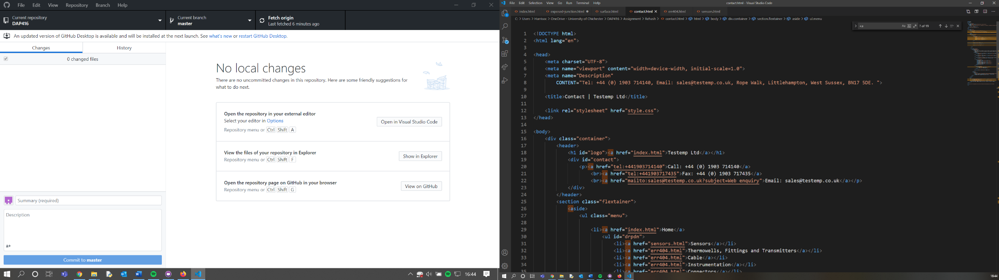 File Edit View Repository Branch Help
Current repository
DAP416
Current branch
master
Fetch origin
Last fetched 6 minutes ago
An updated version of GitHub Desktop is available and will be installed at the next launch. See what's new or restart GitHub Desktop.
Changes History
0 changed files
No local changes
There are no uncommitted changes in this repository. Here are some friendly suggestions for
what to do next.
Open the repository in your external editor
Select your editor in Options
Repository menu or Ctrl Shift A
Open in Visual Studio Code
View the files of your repository in Explorer
Repository menu or Ctrl Shift F
Show in Explorer
Open the repository page on GitHub in your browser
Repository menu or Ctrl Shift G
View on GitHub
Summary (required)
Description
Commit to master
16:44
File Edit Selection View Go Run Terminal Help
contact.html - Visual Studio Code
index.html exposed-junction.html surface.html contact.html err404.html sensors.html
C: > Users > Harrisoc > OneDrive - University of Chichester > DAP416 > Assignment > Rehash > contact.html > html > body > div.container > section.flextainer > aside > ul.menu
<a
? of 19
1 <!DOCTYPE html>
2 <html lang="en">
3
4 <head>
5 <meta charset="UTF-8">
6 <meta name="viewport" content="width=device-width, initial-scale=1.0">
7 <meta name="Description"
8 CONTENT="Tel: +44 (0) 1903 714140, Email: sales@testemp.co.uk, Rope Walk, Littlehampton, West Sussex, BN17 5DE. ">
9
10 <title>Contact | Testemp Ltd</title>
11
12 <link rel="stylesheet" href="style.css">
13 </head>
14
15 <body>
16 <div class="container">
17 <header>
18 <h1 id="logo"><a href="index.html">Testemp Ltd</a></h1>
19 <div id="contact">
20 <p><a href="tel:+441903714140">Call: +44 (0) 1903 714140</a>
21 <br><a href="tel:+441903717435">Fax: +44 (0) 1903 717435</a>
22 <br><a href="mailto:sales@testemp.co.uk?subject=Web enquiry">Email: sales@testemp.co.uk</a></p>
23 </div>
24 </header>
25 <section class="flextainer">
26 <aside>
27 <ul class="menu">
28
29 <li><a href="index.html">Home</a>
30 <ul id="drpdn">
31 <li><a href="sensors.html">Sensors</a></li>
32 <li><a href="err404.html">Thermowells, Fittings and Transmitters</a></li>
33 <li><a href="err404.html">Cable</a></li>
34 <li><a href="err404.html">Instrumentation</a></li>
35 <li><a href="err404.html">Connectors</a></li>
16:44